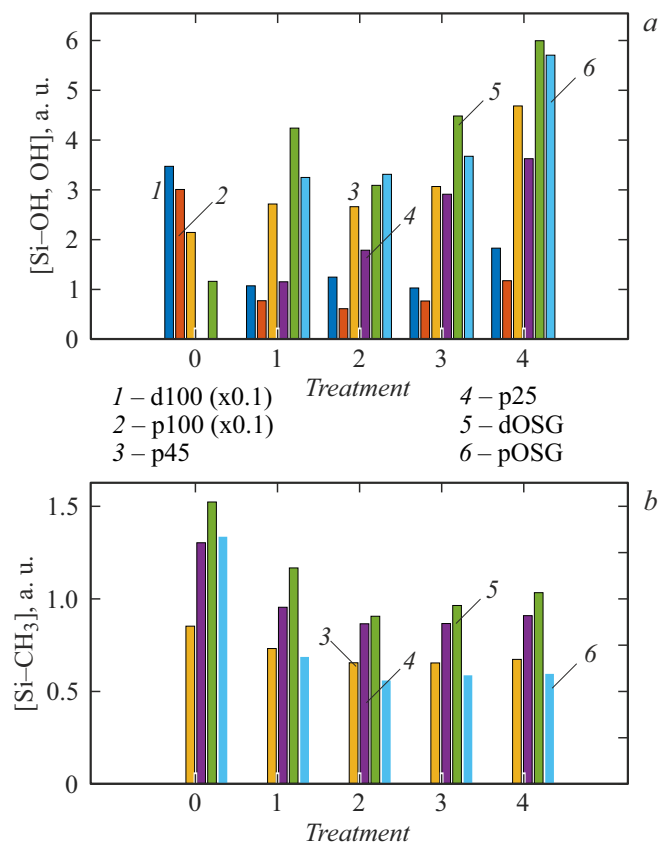 a
[Si–OH, OH], a. u.
6
5
4
3
2
1
0
1
2
3
4
5
6
0 1 2 3 4
Treatment
1 – d100 (x0.1)
2 – p100 (x0.1)
3 – p45
4 – p25
5 – dOSG
6 – pOSG
b
[Si–CH₃], a. u.
1.5
1.0
0.5
0
3
4
5
6
0 1 2 3 4
Treatment